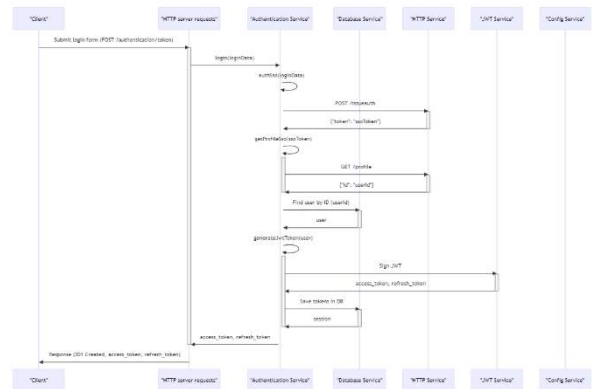 "Client" "HTTP server requests" "Authentication Service" "Database Service" "HTTP Service" "JWT Service" "Config Service"
Submit login form (POST /authentication/token)
login(loginData)
authSso(loginData)
POST /issueauth
{"token": "ssoToken"}
getProfileSso(ssoToken)
GET /profile
{"id": "userId"}
Find user by ID (userId)
user
generateJwtToken(user)
Sign JWT
access_token, refresh_token
Save tokens in DB
session
access_token, refresh_token
Response (201 Created, access_token, refresh_token)
"Client" "HTTP server requests" "Authentication Service" "Database Service" "HTTP Service" "JWT Service" "Config Service"